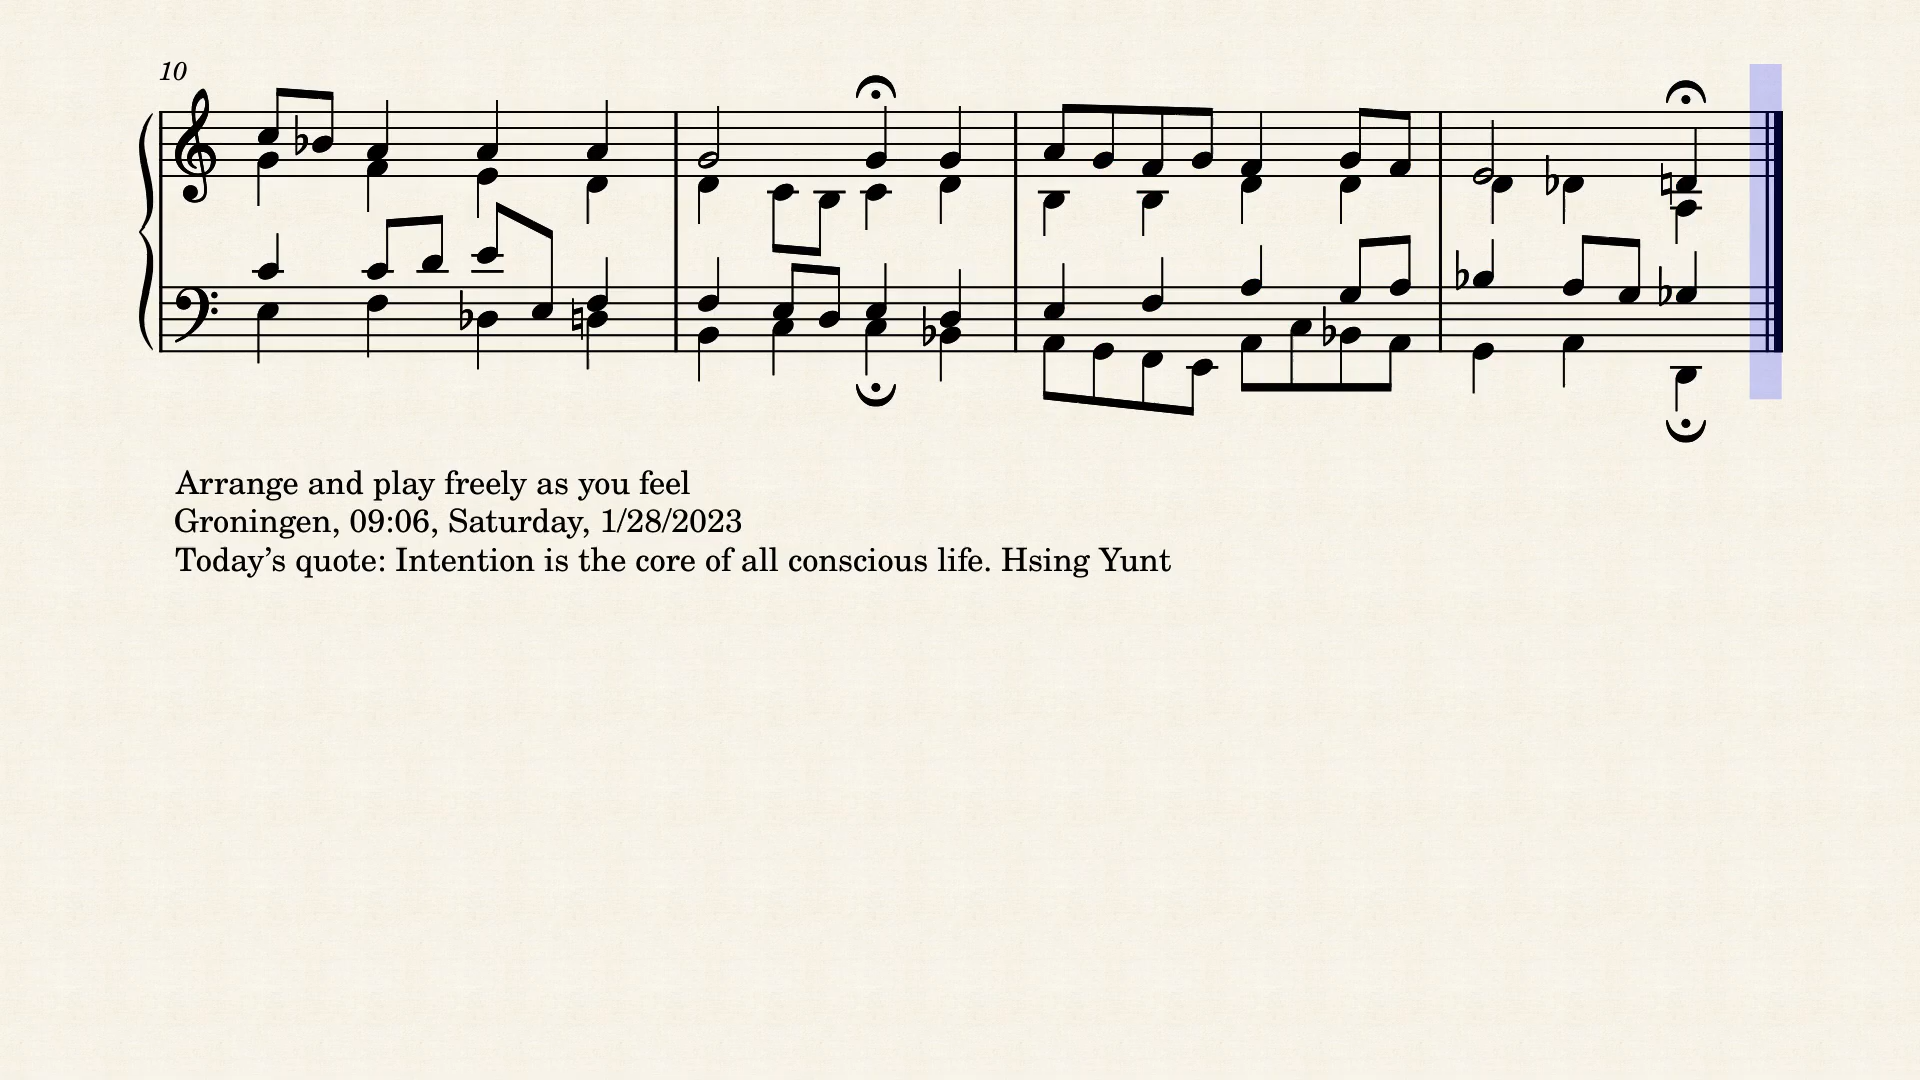 10
Arrange and play freely as you feel
Groningen, 09:06, Saturday, 1/28/2023
Today’s quote: Intention is the core of all conscious life. Hsing Yunt